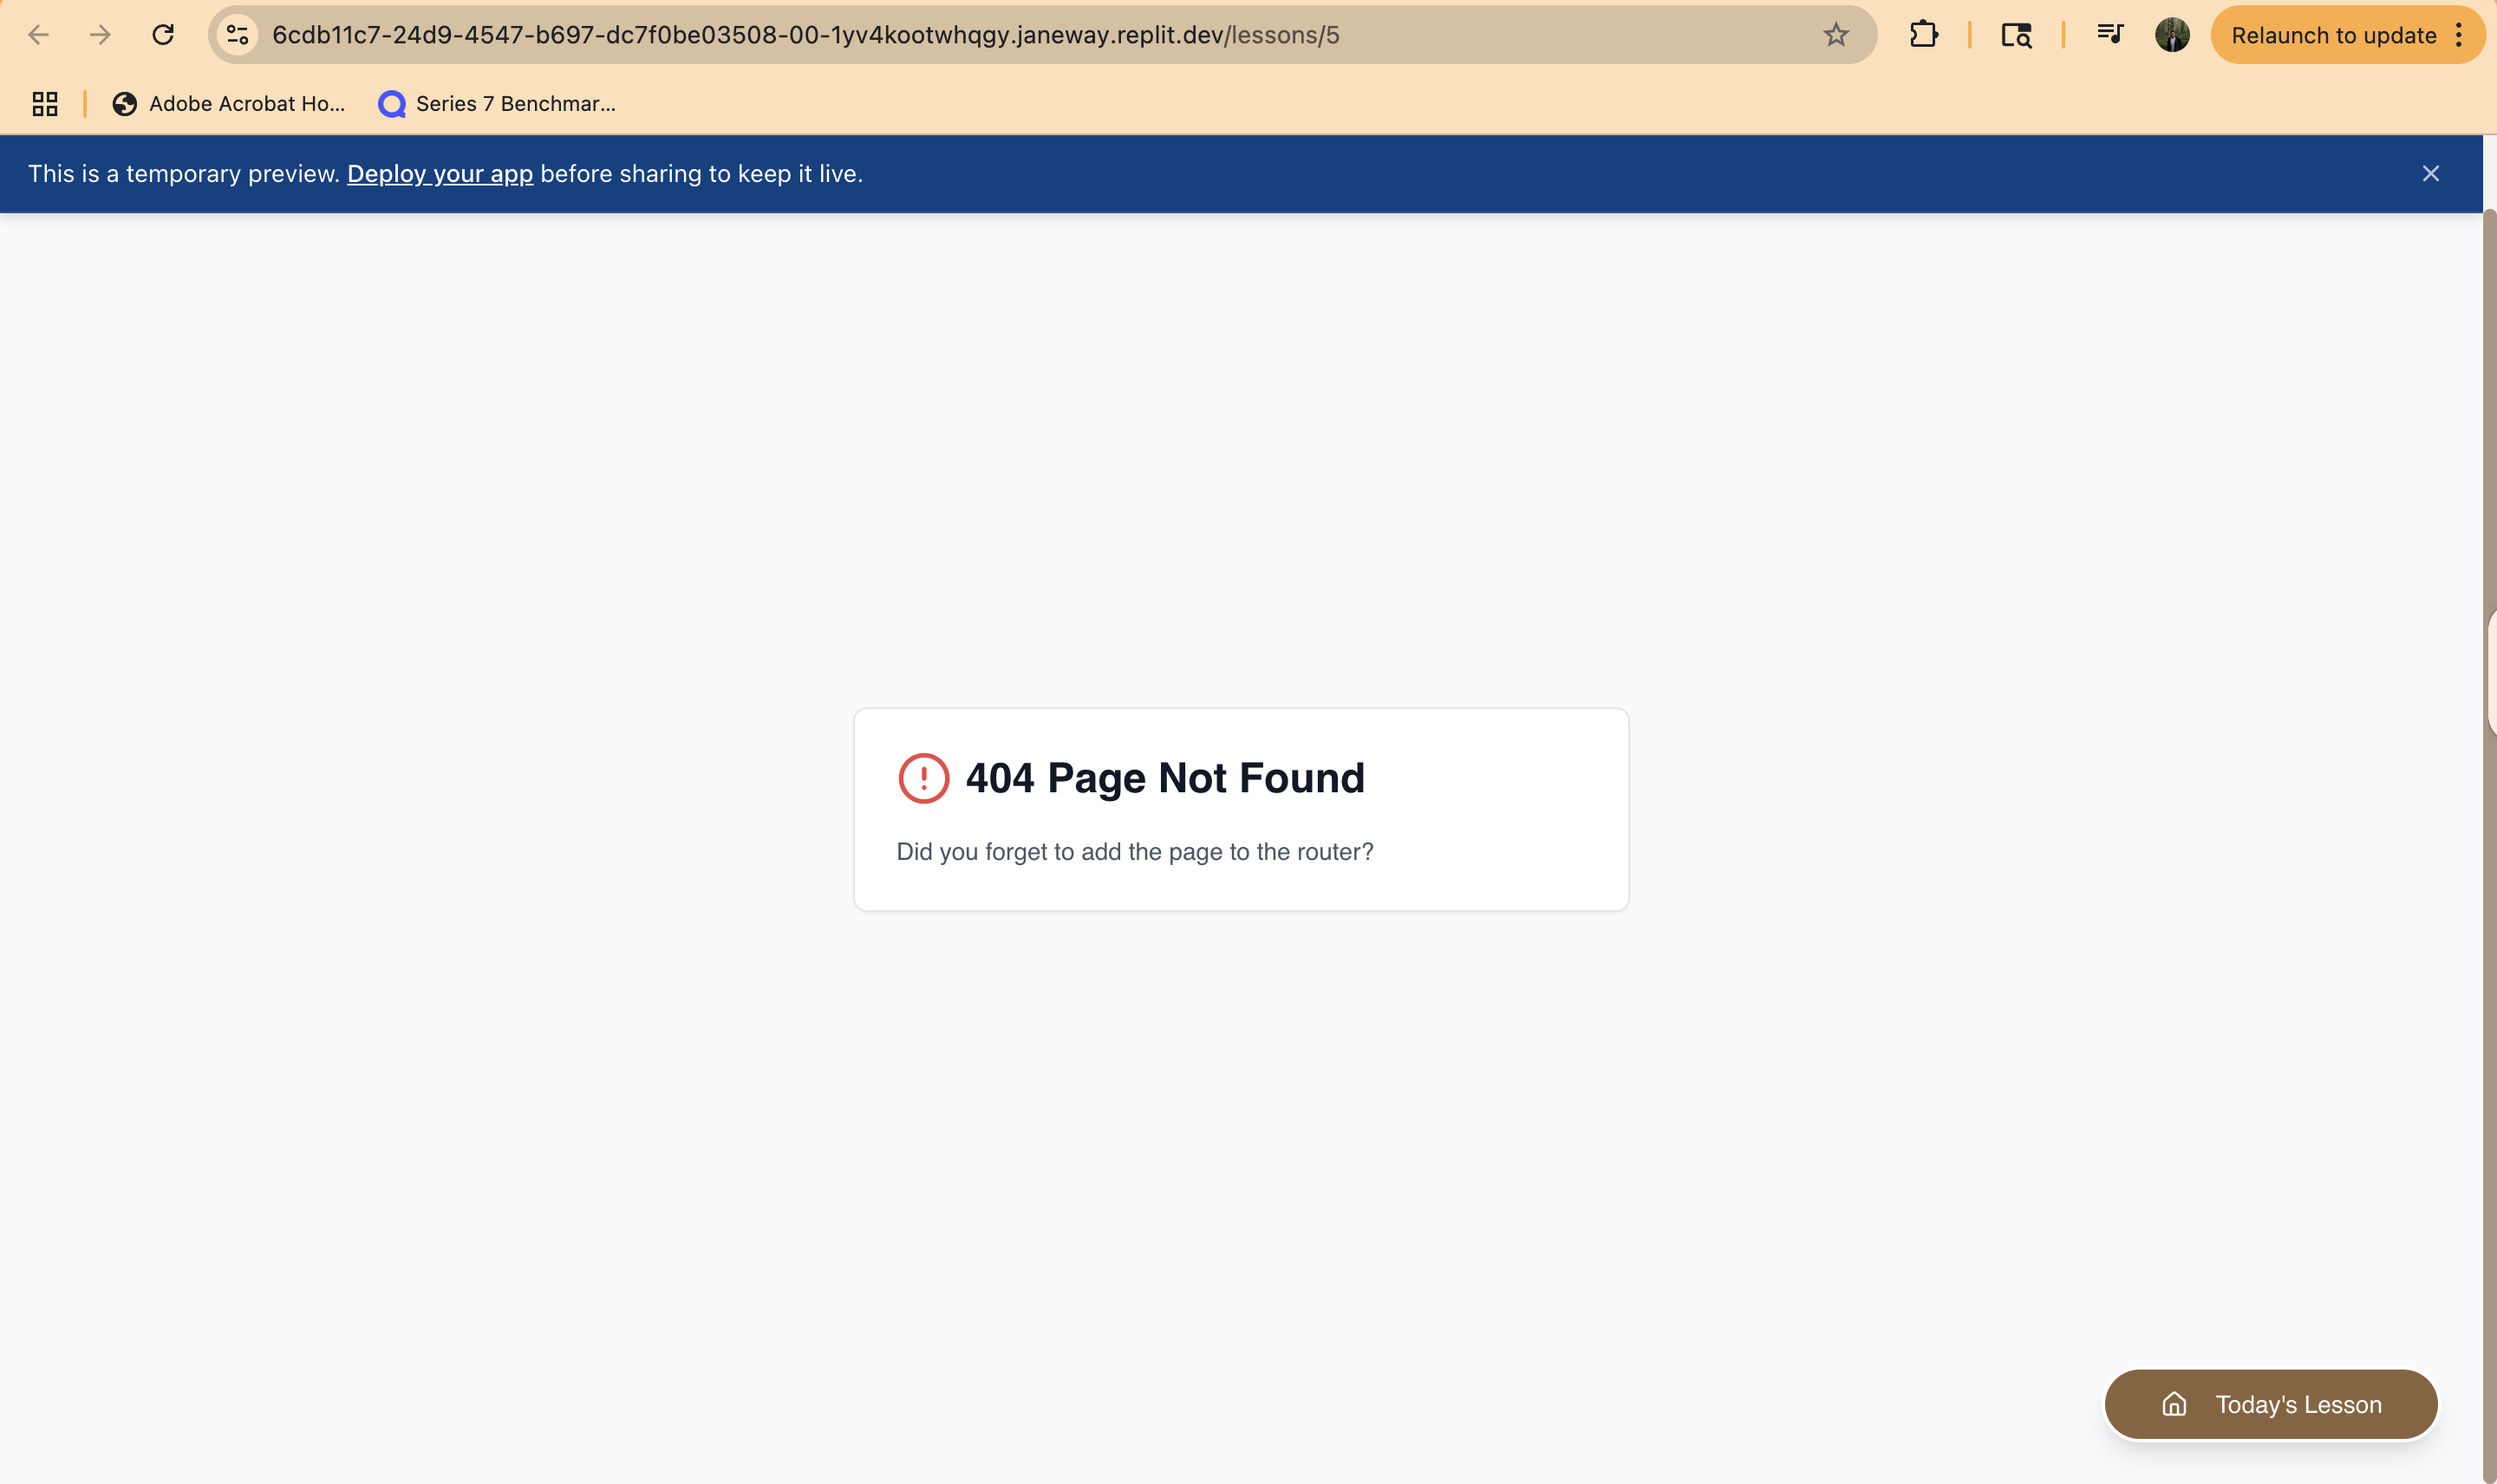 6cdb11c7-24d9-4547-b697-dc7f0be03508-00-1yv4kootwhqgy.janeway.replit.dev/lessons/5
Relaunch to update
Adobe Acrobat Ho...
Series 7 Benchmar...
This is a temporary preview. Deploy your app before sharing to keep it live.
404 Page Not Found
Did you forget to add the page to the router?
Today's Lesson